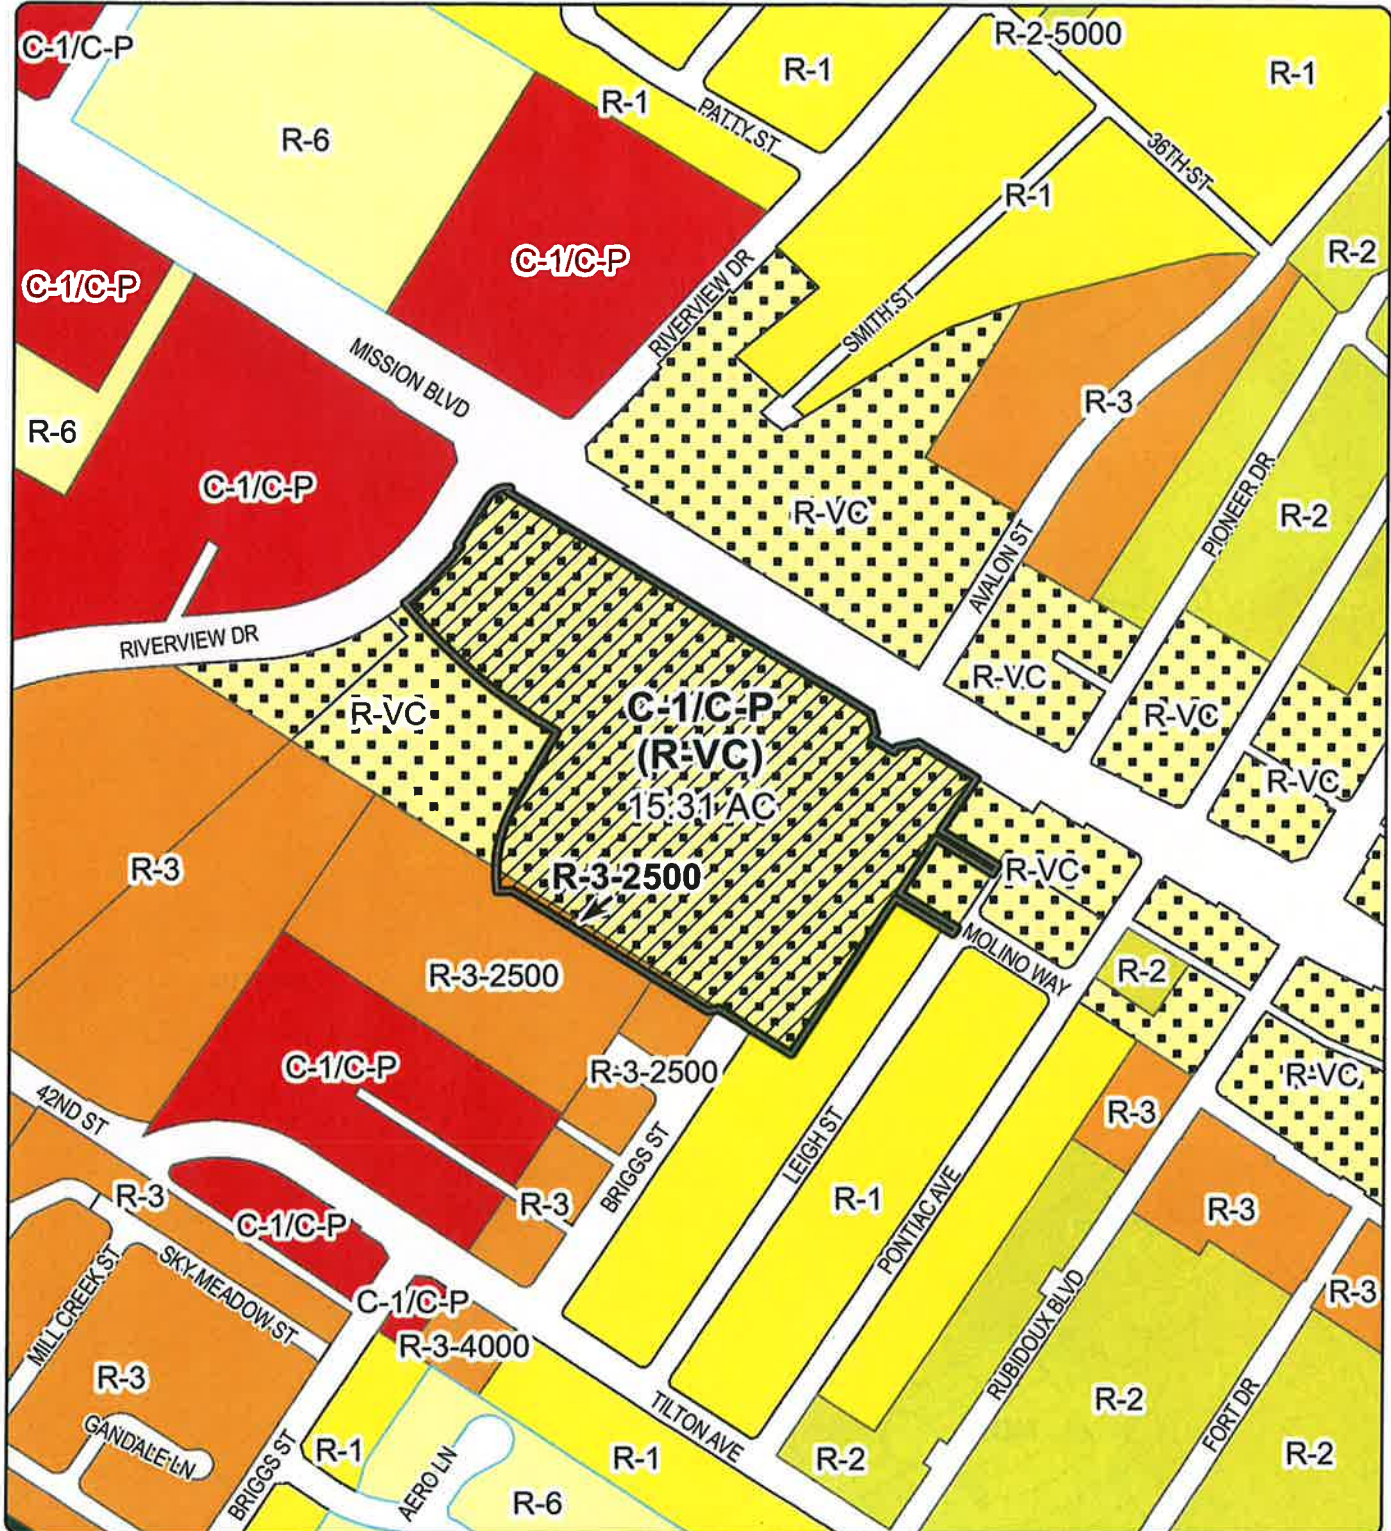 C-1/C-P
R-2-5000
R-1
R-1
R-1
PATTY ST
R-6
36TH ST
R-1
R-2
C-1/C-P
C-1/C-P
RIVERVIEW DR
SMITH ST
MISSION BLVD
R-3
R-6
C-1/C-P
R-VC
PIONEER DR
R-2
AVALON ST
RIVERVIEW DR
R-VC
R-VC
R-VC
C-1/C-P
(R-VC)
15.31 AC
R-VC
R-3
R-3-2500
R-VC
R-3-2500
MOLINO WAY
R-2
C-1/C-P
R-3-2500
R-VC
42ND ST
R-3
LEIGH ST
BRIGGS ST
R-3
R-3
R-1
R-3
C-1/C-P
PONTIAC AVE
SKY MEADOW ST
MILL CREEK ST
C-1/C-P
R-3
R-3-4000
RUBIDOUX BLVD
R-3
R-2
TILTON AVE
FORT DR
GANDALE LN
R-1
R-1
R-2
R-2
BRIGGS ST
AERO LN
R-6